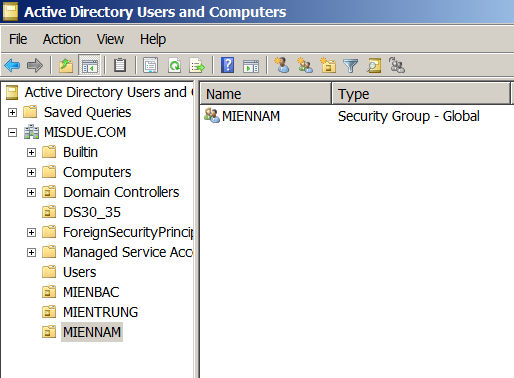 Active Directory Users and Computers
File Action View Help
Active Directory Users and
Saved Queries
MISDUE.COM
Builtin
Computers
Domain Controllers
DS30_35
ForeignSecurityPrincip
Managed Service Acco
Users
MIENBAC
MIENTRUNG
MIENNAM
Name Type
MIENNAM Security Group - Global